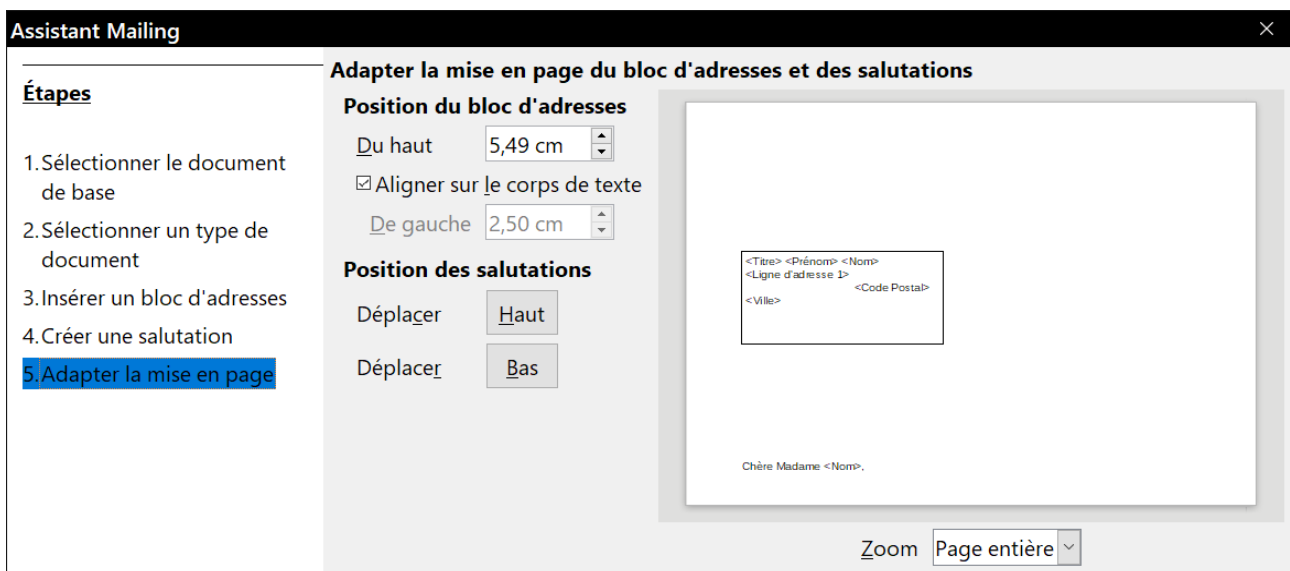 Assistant Mailing
Étapes
1.Sélectionner le document
de base
2.Sélectionner un type de
document
3.Insérer un bloc d'adresses
4.Créer une salutation
5.Adapter la mise en page
Adapter la mise en page du bloc d'adresses et des salutations
Position du bloc d'adresses
Du haut 5,49 cm
Aligner sur le corps de texte
De gauche 2,50 cm
Position des salutations
Déplacer Haut
Déplacer Bas
<Titre> <Prénom> <Nom>
<Ligne d'adresse 1>
<Code Postal>
<Ville>
Chère Madame <Nom>,
Zoom Page entière